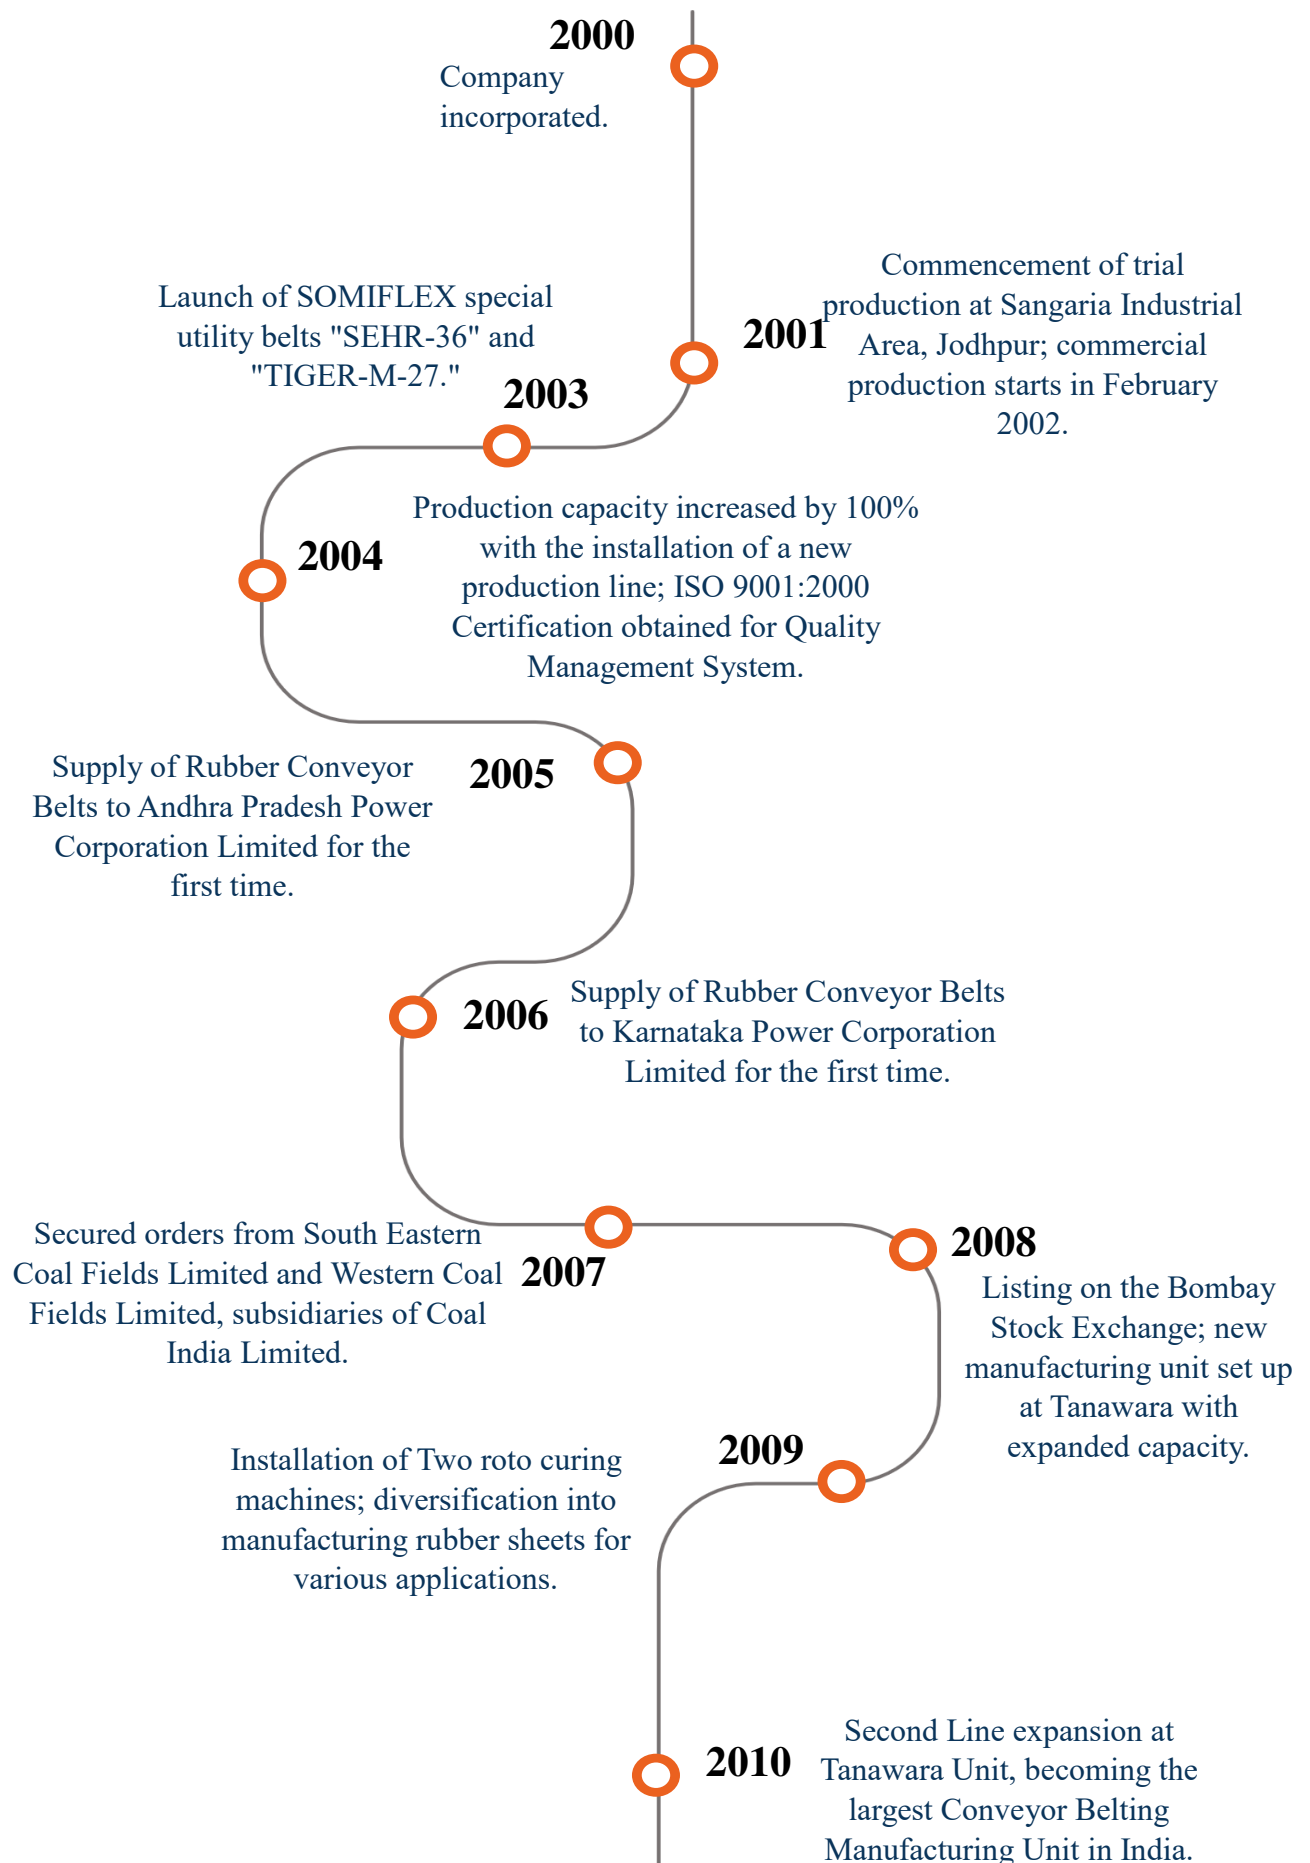 2000
Company
incorporated.
2001
Commencement of trial
production at Sangaria Industrial
Area, Jodhpur; commercial
production starts in February
2002.
2003
Launch of SOMIFLEX special
utility belts "SEHR-36" and
"TIGER-M-27."
2004
Production capacity increased by 100%
with the installation of a new
production line; ISO 9001:2000
Certification obtained for Quality
Management System.
2005
Supply of Rubber Conveyor
Belts to Andhra Pradesh Power
Corporation Limited for the
first time.
2006
Supply of Rubber Conveyor Belts
to Karnataka Power Corporation
Limited for the first time.
2007
Secured orders from South Eastern
Coal Fields Limited and Western Coal
Fields Limited, subsidiaries of Coal
India Limited.
2008
Listing on the Bombay
Stock Exchange; new
manufacturing unit set up
at Tanawara with
expanded capacity.
2009
Installation of Two roto curing
machines; diversification into
manufacturing rubber sheets for
various applications.
2010
Second Line expansion at
Tanawara Unit, becoming the
largest Conveyor Belting
Manufacturing Unit in India.